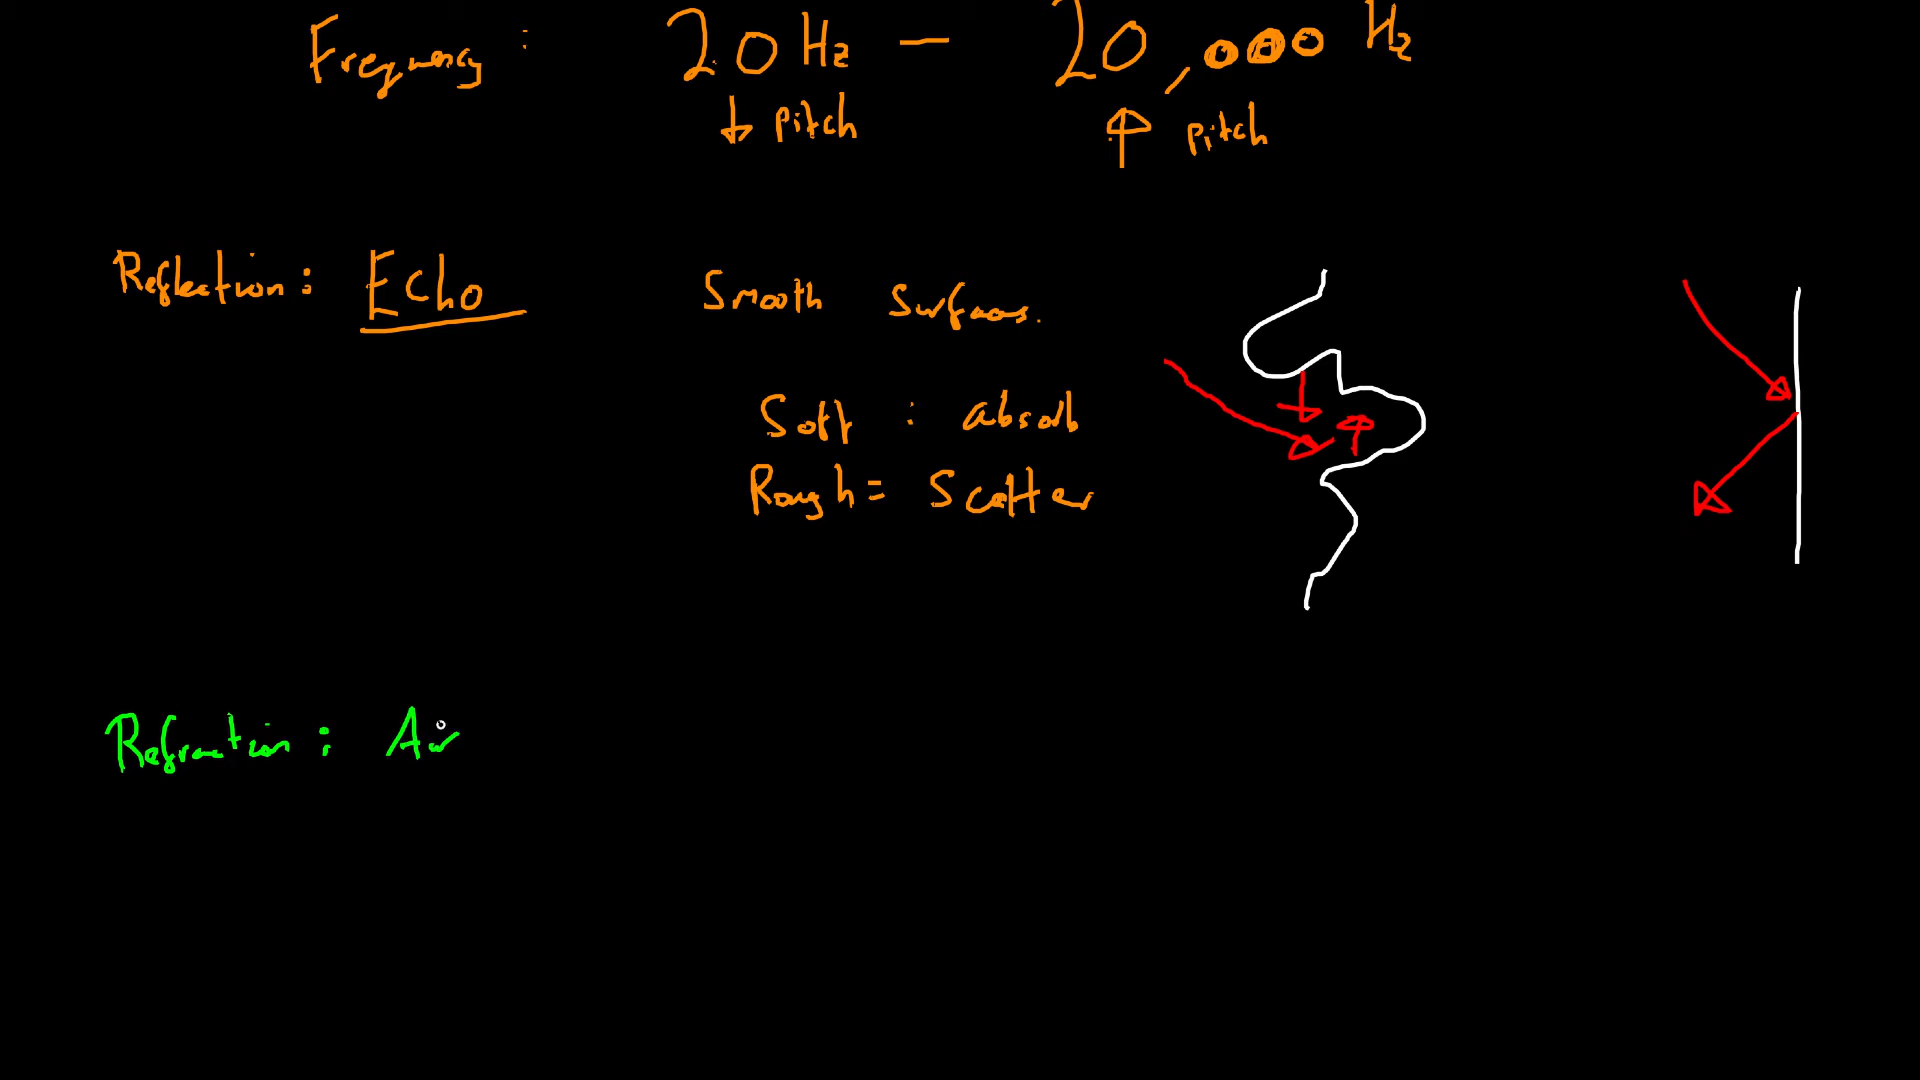 Frequency : 20 Hz — 20,000 Hz
↓ pitch ↑ pitch
Reflection : Echo Smooth Surfaces.
Soft : absorb
Rough = Scatter
Refraction : Air